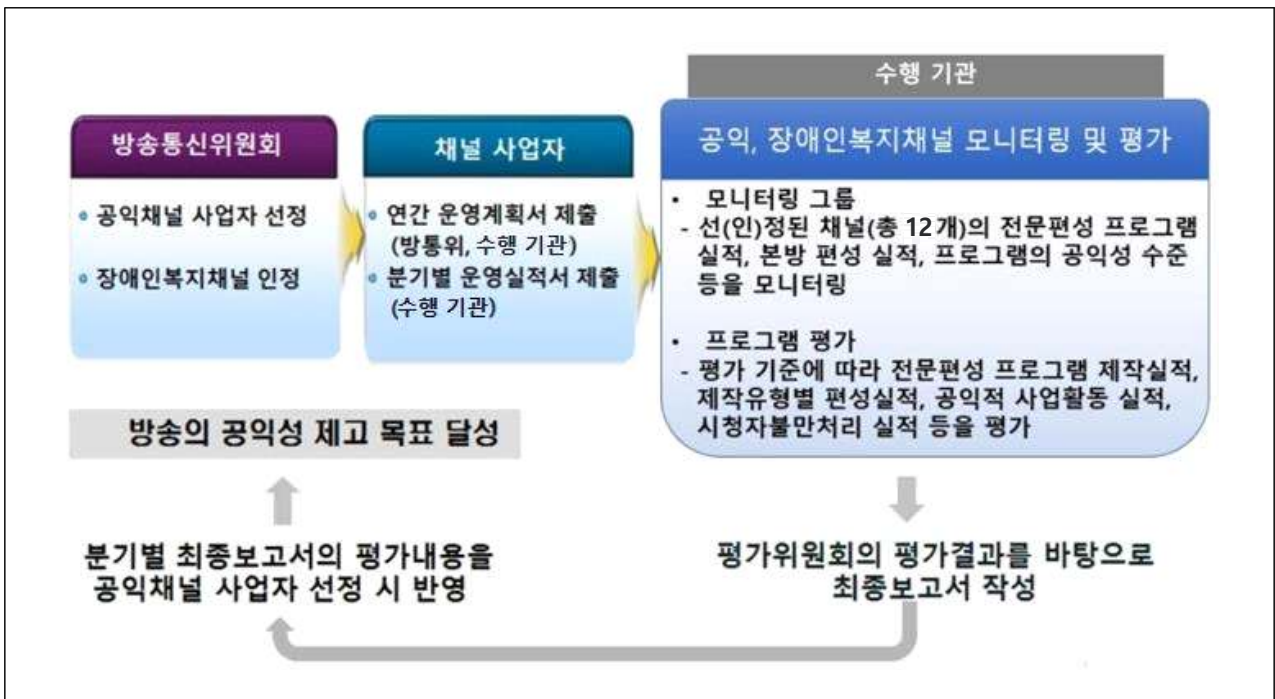 수행 기관
방송통신위원회
• 공익채널 사업자 선정
• 장애인복지채널 인정
채널 사업자
• 연간 운영계획서 제출
(방통위, 수행 기관)
• 분기별 운영실적서 제출
(수행 기관)
공익, 장애인복지채널 모니터링 및 평가
• 모니터링 그룹
- 선(인)정된 채널(총 12개)의 전문편성 프로그램
실적, 본방 편성 실적, 프로그램의 공익성 수준
등을 모니터링
• 프로그램 평가
- 평가 기준에 따라 전문편성 프로그램 제작실적,
제작유형별 편성실적, 공익적 사업활동 실적,
시청자불만처리 실적 등을 평가
평가위원회의 평가결과를 바탕으로
최종보고서 작성
분기별 최종보고서의 평가내용을
공익채널 사업자 선정 시 반영
방송의 공익성 제고 목표 달성